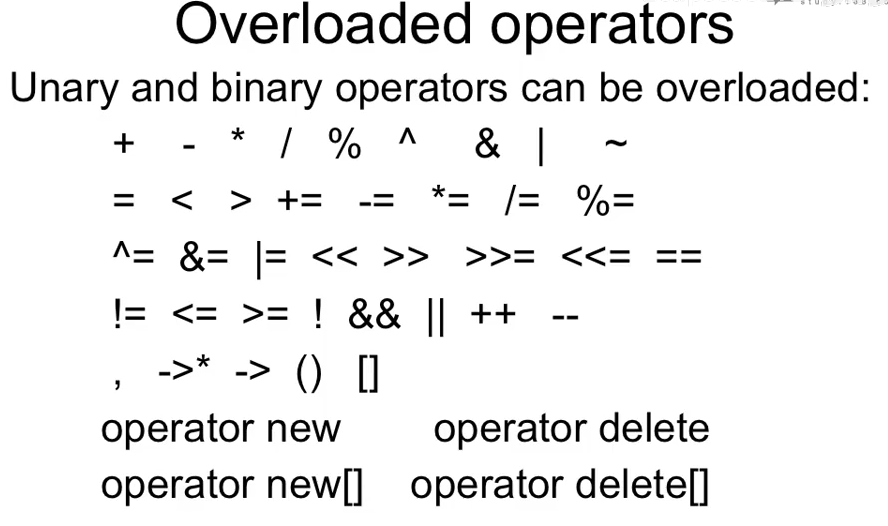 Overloaded operators
Unary and binary operators can be overloaded:
+ - * / % ^ & | ~
= < > += -= *= /= %=
^= &= |= << >> >>= <<= ==
!= <= >= ! && || ++ --
, ->* -> () []
operator new operator delete
operator new[] operator delete[]